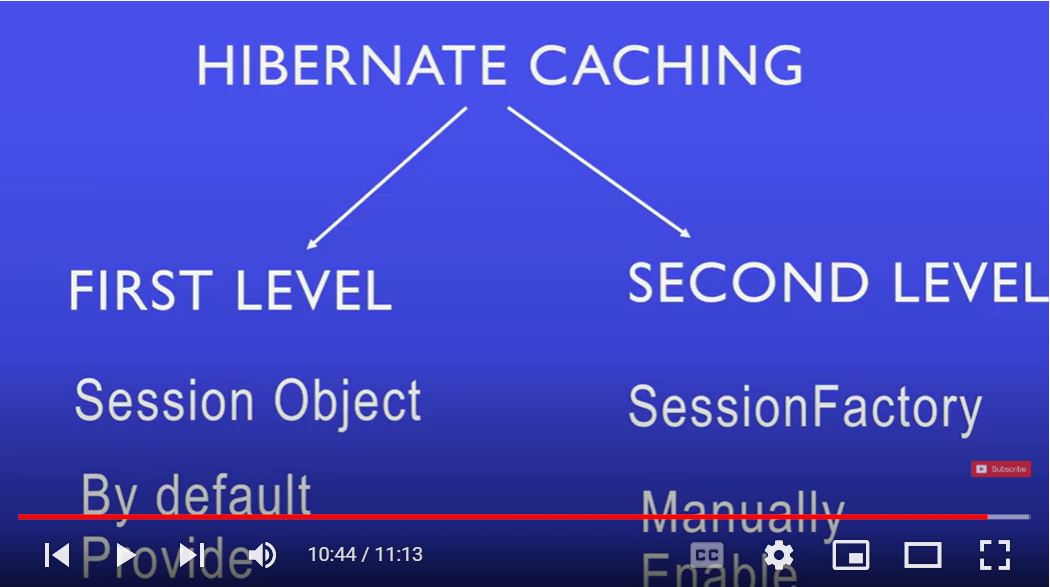 HIBERNATE CACHING
FIRST LEVEL
SECOND LEVEL
Session Object
SessionFactory
Subscribe
By default
Manually
Provide
Enable
10:44 / 11:13
CC